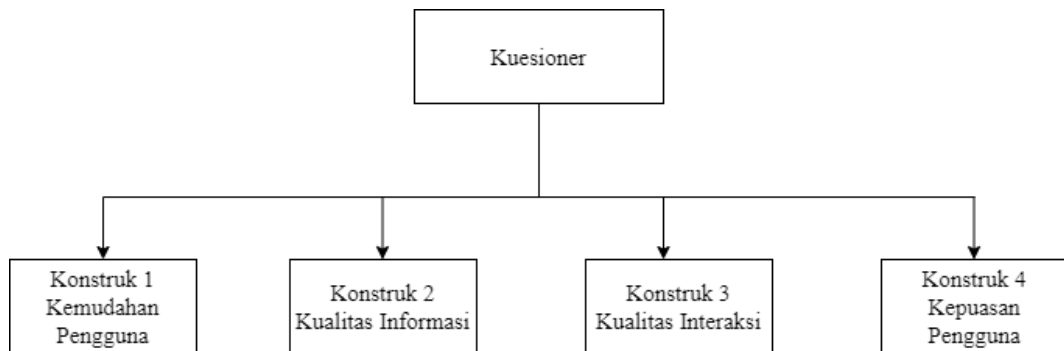 Kuesioner
Konstruk 1
Kemudahan
Pengguna
Konstruk 2
Kualitas Informasi
Konstruk 3
Kualitas Interaksi
Konstruk 4
Kepuasan
Pengguna